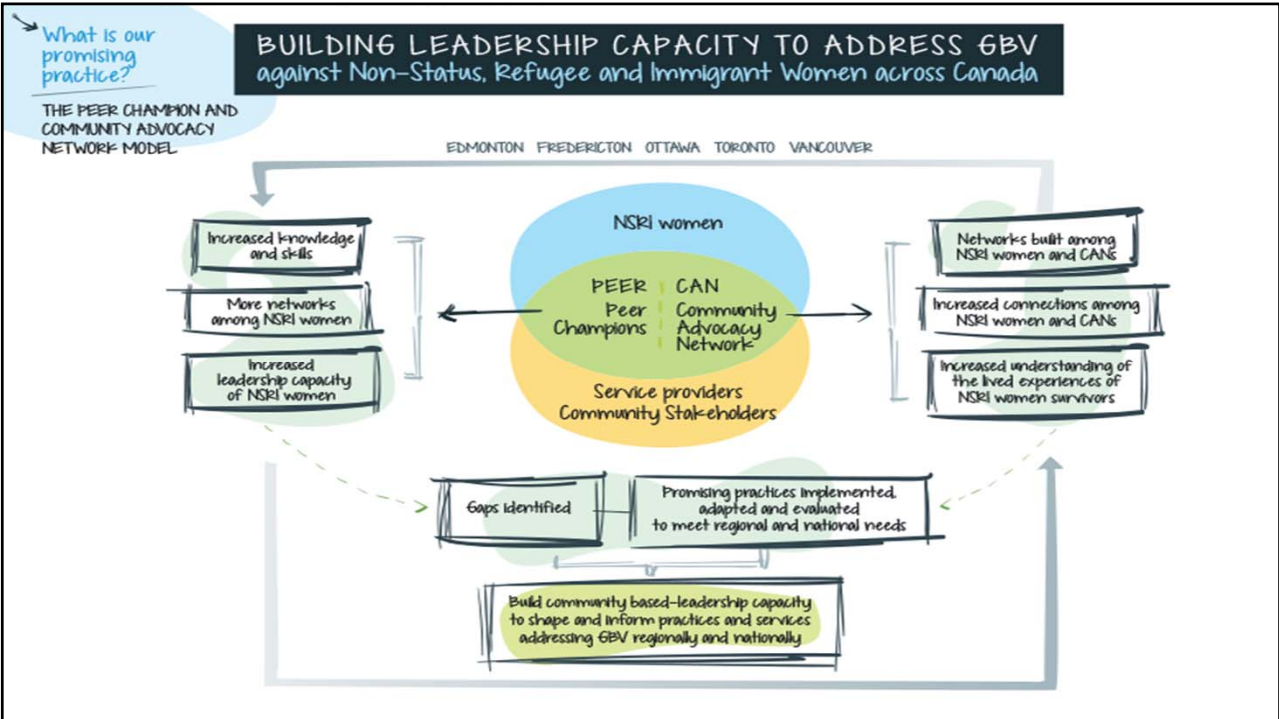 What is our
promising
practice?
THE PEER CHAMPION AND
COMMUNITY ADVOCACY
NETWORK MODEL
BUILDING LEADERSHIP CAPACITY TO ADDRESS GBV
against Non-Status, Refugee and Immigrant Women across Canada
EDMONTON FREDERICTON OTTAWA TORONTO VANCOUVER
Increased knowledge
and skills
More networks
among NSRI women
Increased
leadership capacity
of NSRI women
NSRI women
PEER
Peer
Champions
CAN
Community
Advocacy
Network
Service providers
Community Stakeholders
Networks built among
NSRI women and CANs
Increased connections among
NSRI women and CANs
Increased understanding of
the lived experiences of
NSRI women survivors
Gaps identified
Promising practices implemented,
adapted and evaluated
to meet regional and national needs
Build community based-leadership capacity
to shape and inform practices and services
addressing GBV regionally and nationally